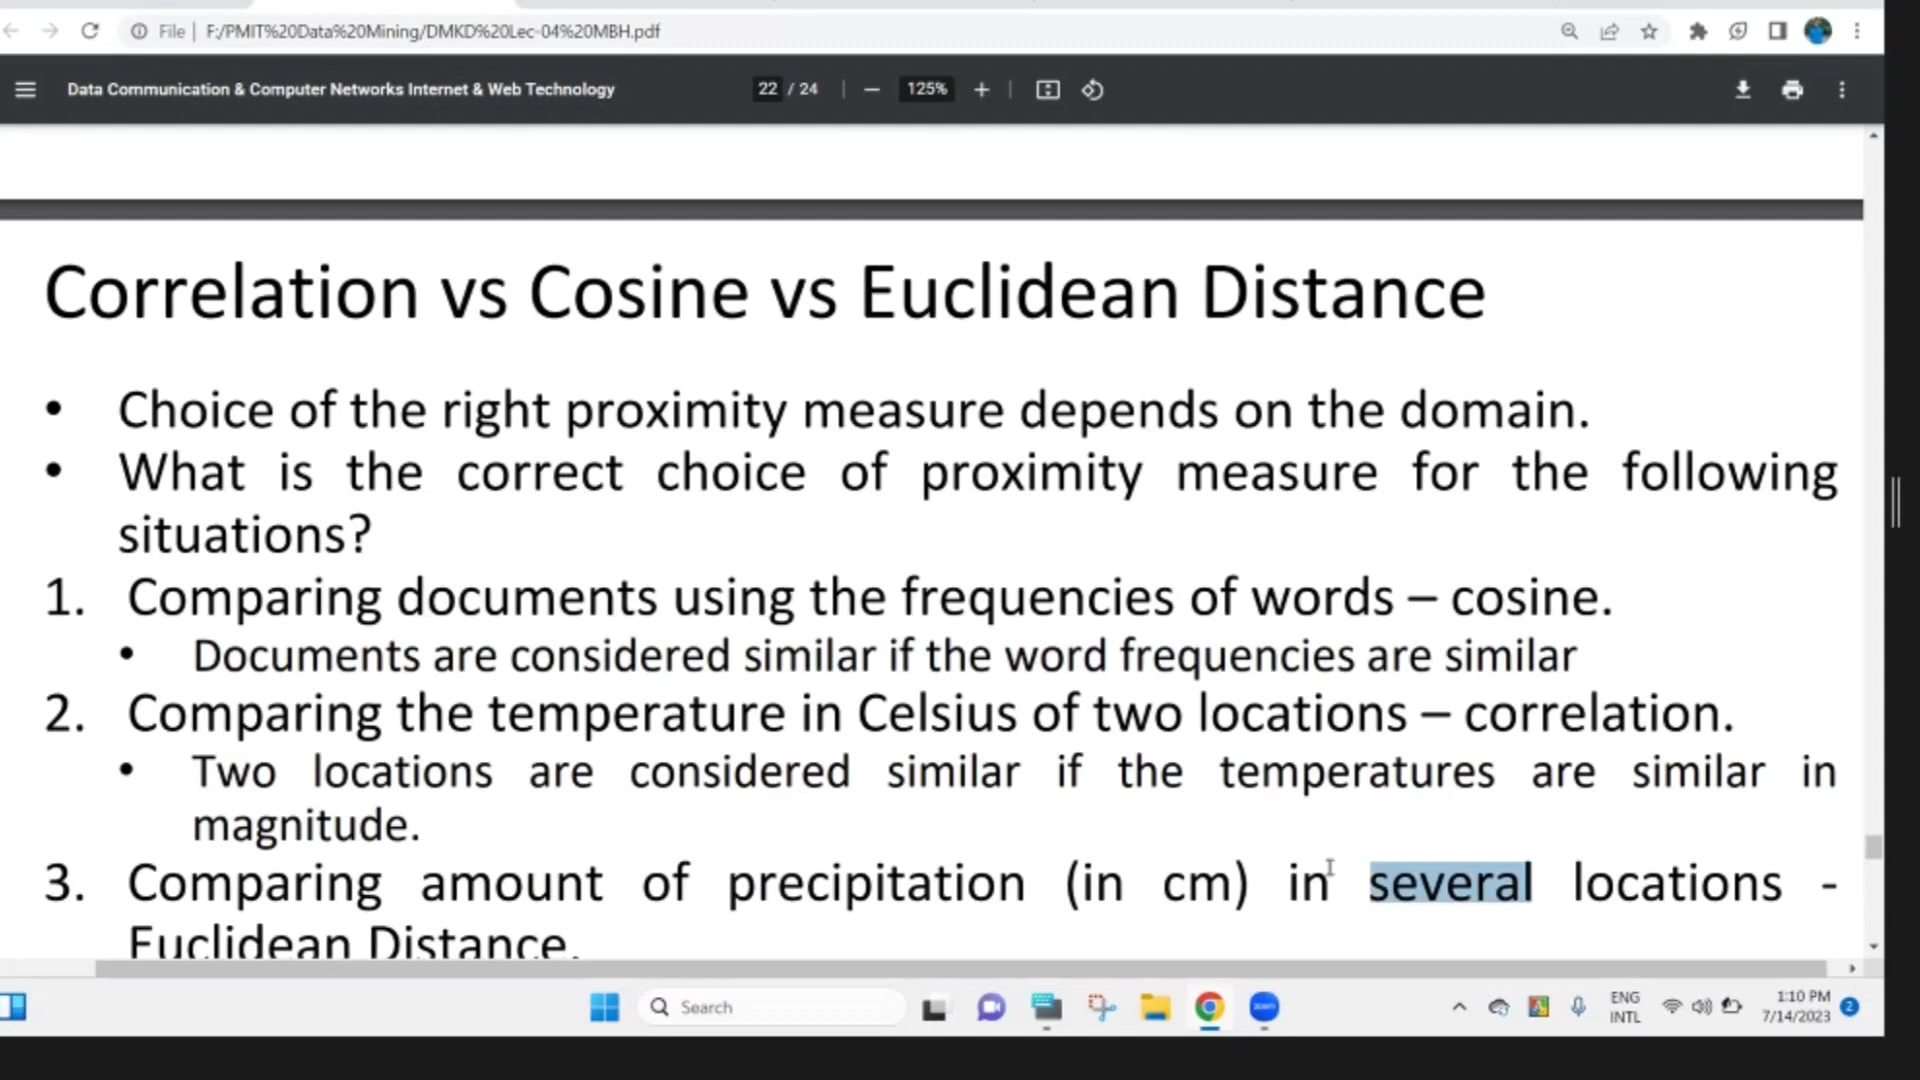 File | F:/PMIT%20Data%20Mining/DMKD%20Lec-04%20MBH.pdf
Data Communication & Computer Networks Internet & Web Technology 22 / 24 125%
Correlation vs Cosine vs Euclidean Distance
• Choice of the right proximity measure depends on the domain.
• What is the correct choice of proximity measure for the following
situations?
1. Comparing documents using the frequencies of words – cosine.
• Documents are considered similar if the word frequencies are similar
2. Comparing the temperature in Celsius of two locations – correlation.
• Two locations are considered similar if the temperatures are similar in
magnitude.
3. Comparing amount of precipitation (in cm) in several locations -
Euclidean Distance.
Search
zoom
ENG
INTL
1:10 PM
7/14/2023
2